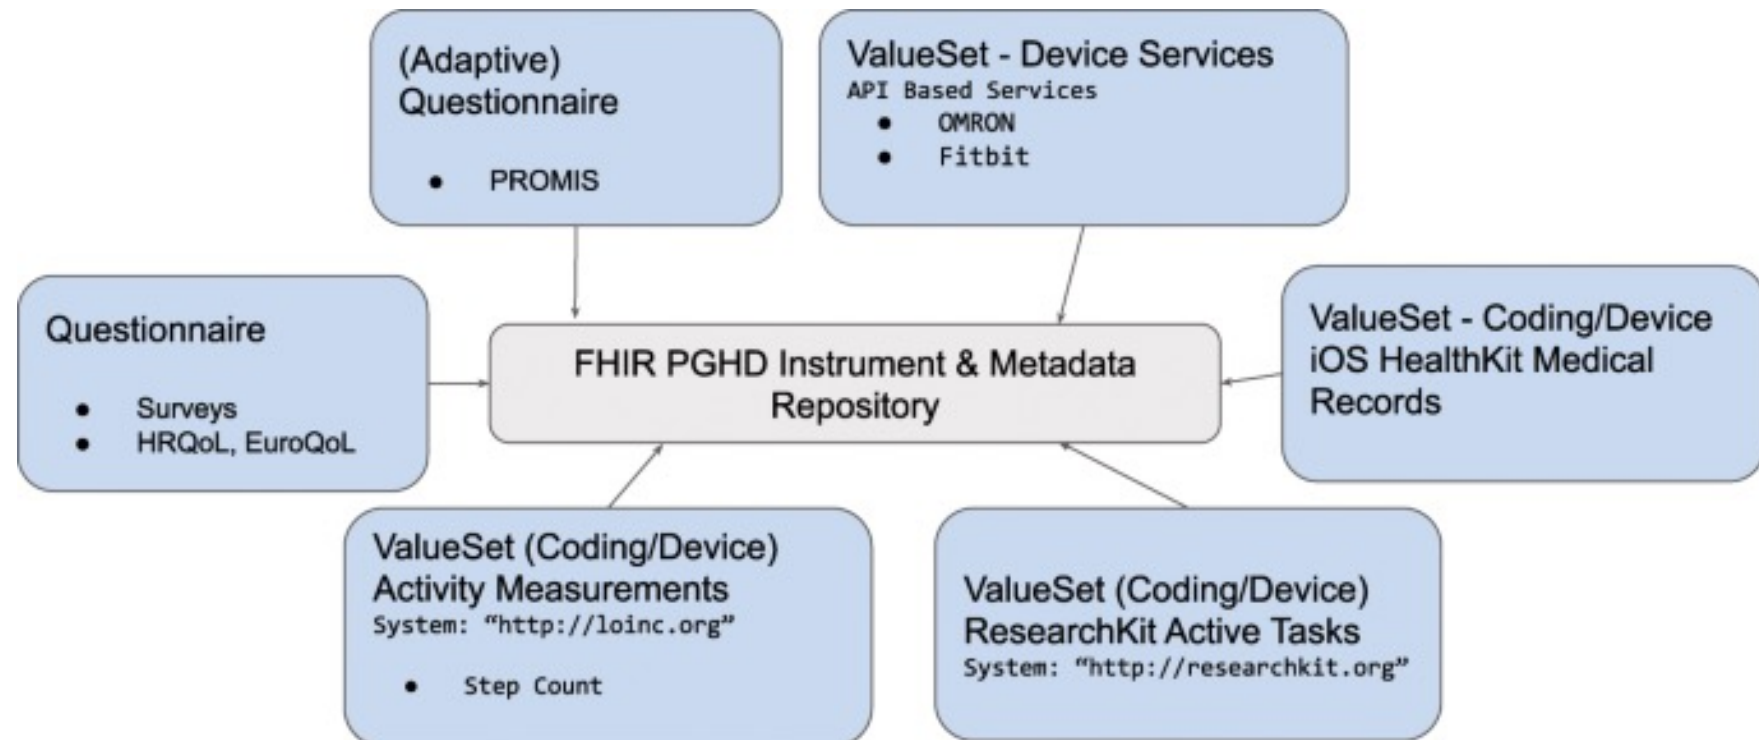 (Adaptive)
Questionnaire
● PROMIS
ValueSet - Device Services
API Based Services
● OMRON
● Fitbit
Questionnaire
● Surveys
● HRQoL, EuroQoL
FHIR PGHD Instrument & Metadata
Repository
ValueSet - Coding/Device
iOS HealthKit Medical
Records
ValueSet (Coding/Device)
Activity Measurements
System: “http://loinc.org”
● Step Count
ValueSet (Coding/Device)
ResearchKit Active Tasks
System: “http://researchkit.org”